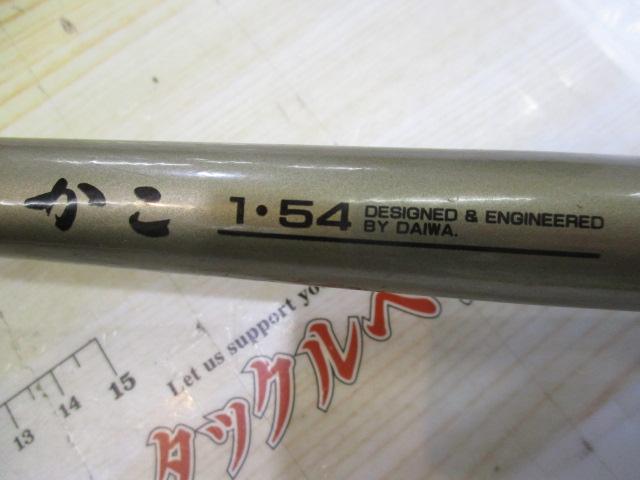 かこ 1・54 DESIGNED & ENGINEERED
BY DAIWA.
Let us support you
タックルベ
13 14 15